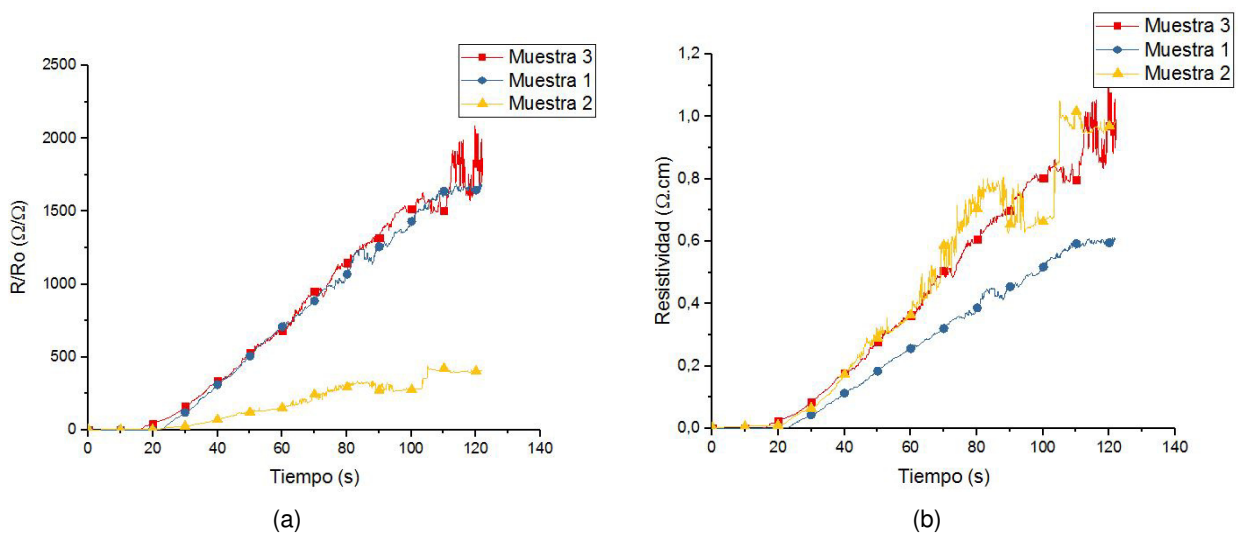 Muestra 3
Muestra 1
Muestra 2
2500
2000
1500
1000
500
0
R/Ro (Ω/Ω)
0 20 40 60 80 100 120 140
Tiempo (s)
(a)
Muestra 3
Muestra 1
Muestra 2
1,2
1,0
0,8
0,6
0,4
0,2
0,0
Resistividad (Ω.cm)
0 20 40 60 80 100 120 140
Tiempo (s)
(b)